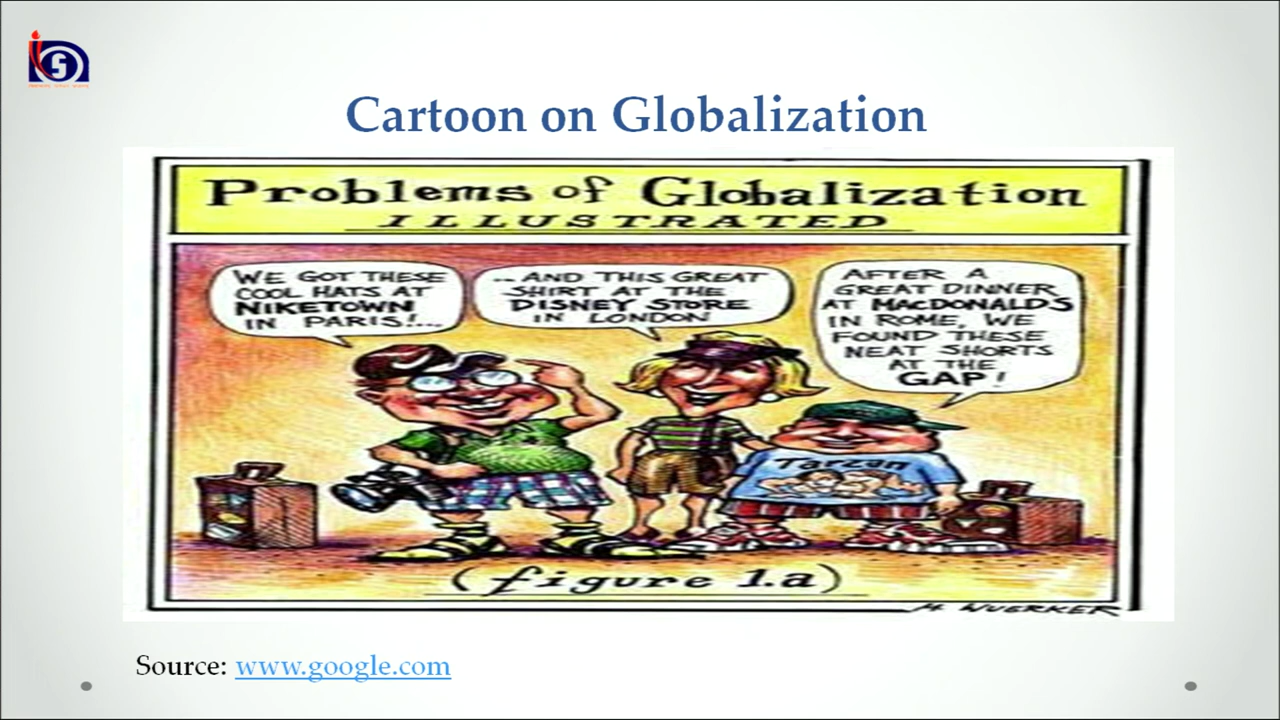 Cartoon on Globalization
Problems of Globalization
ILLUSTRATED
WE GOT THESE
COOL HATS AT
NIKETOWN
IN PARIS!...
...AND THIS GREAT
SHIRT AT THE
DISNEY STORE
IN LONDON
AFTER A
GREAT DINNER
AT MACDONALD'S
IN ROME, WE
FOUND THESE
NEAT SHORTS
AT THE
GAP!
Tarzan
(figure 1.a)
M WUERKER
Source: www.google.com